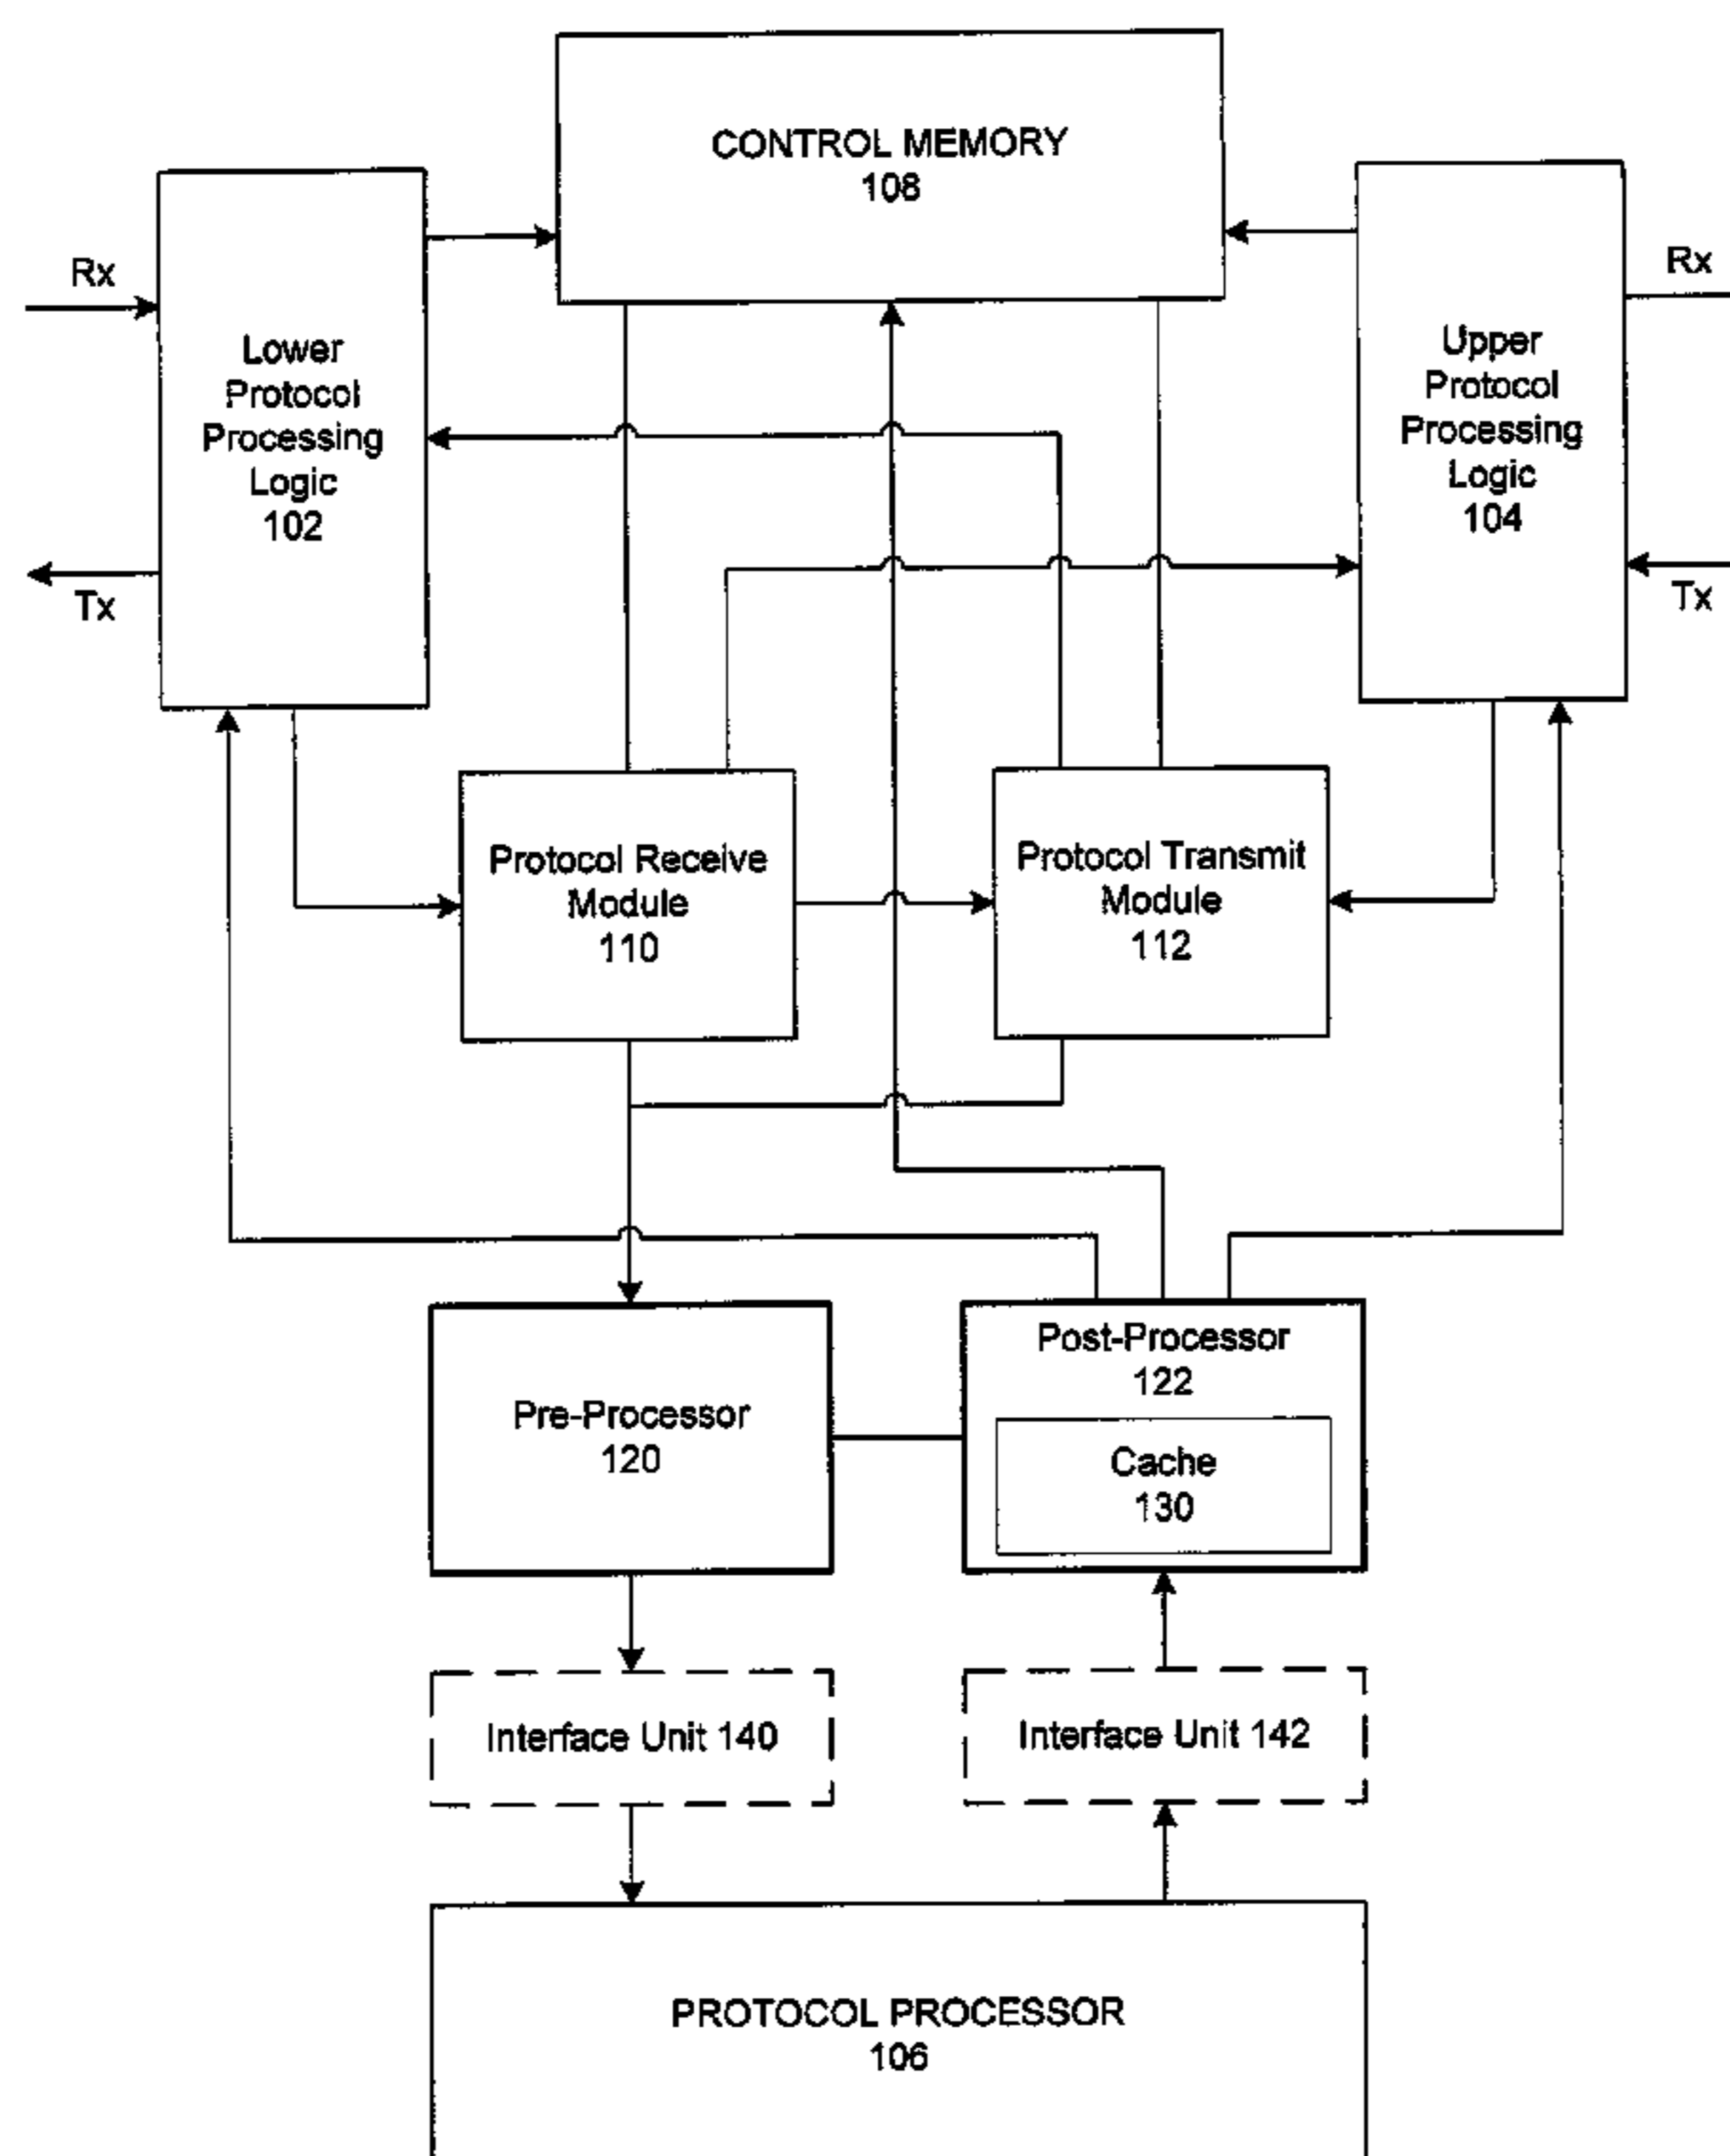 CONTROL MEMORY
108
Rx
Lower
Protocol
Processing
Logic
102
Tx
Rx
Upper
Protocol
Processing
Logic
104
Tx
Protocol Receive
Module
110
Protocol Transmit
Module
112
Pre-Processor
120
Post-Processor
122
Cache
130
Interface Unit 140
Interface Unit 142
PROTOCOL PROCESSOR
106